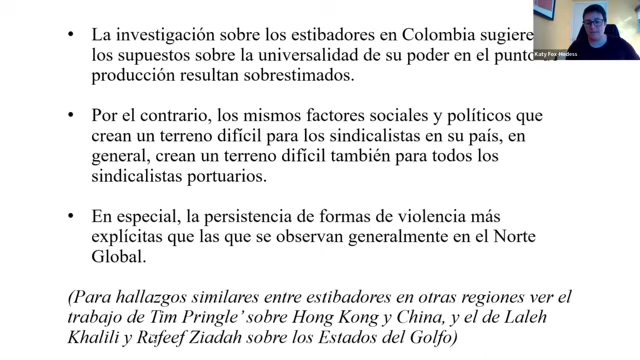 • La investigación sobre los estibadores en Colombia sugiere
los supuestos sobre la universalidad de su poder en el punto
producción resultan sobrestimados.
• Por el contrario, los mismos factores sociales y políticos que
crean un terreno difícil para los sindicalistas en su país, en
general, crean un terreno difícil también para todos los
sindicalistas portuarios.
• En especial, la persistencia de formas de violencia más
explícitas que las que se observan generalmente en el Norte
Global.
(Para hallazgos similares entre estibadores en otras regiones ver el
trabajo de Tim Pringle’ sobre Hong Kong y China, y el de Laleh
Khalili y Rafeef Ziadah sobre los Estados del Golfo)
Katy Fox-Hodess